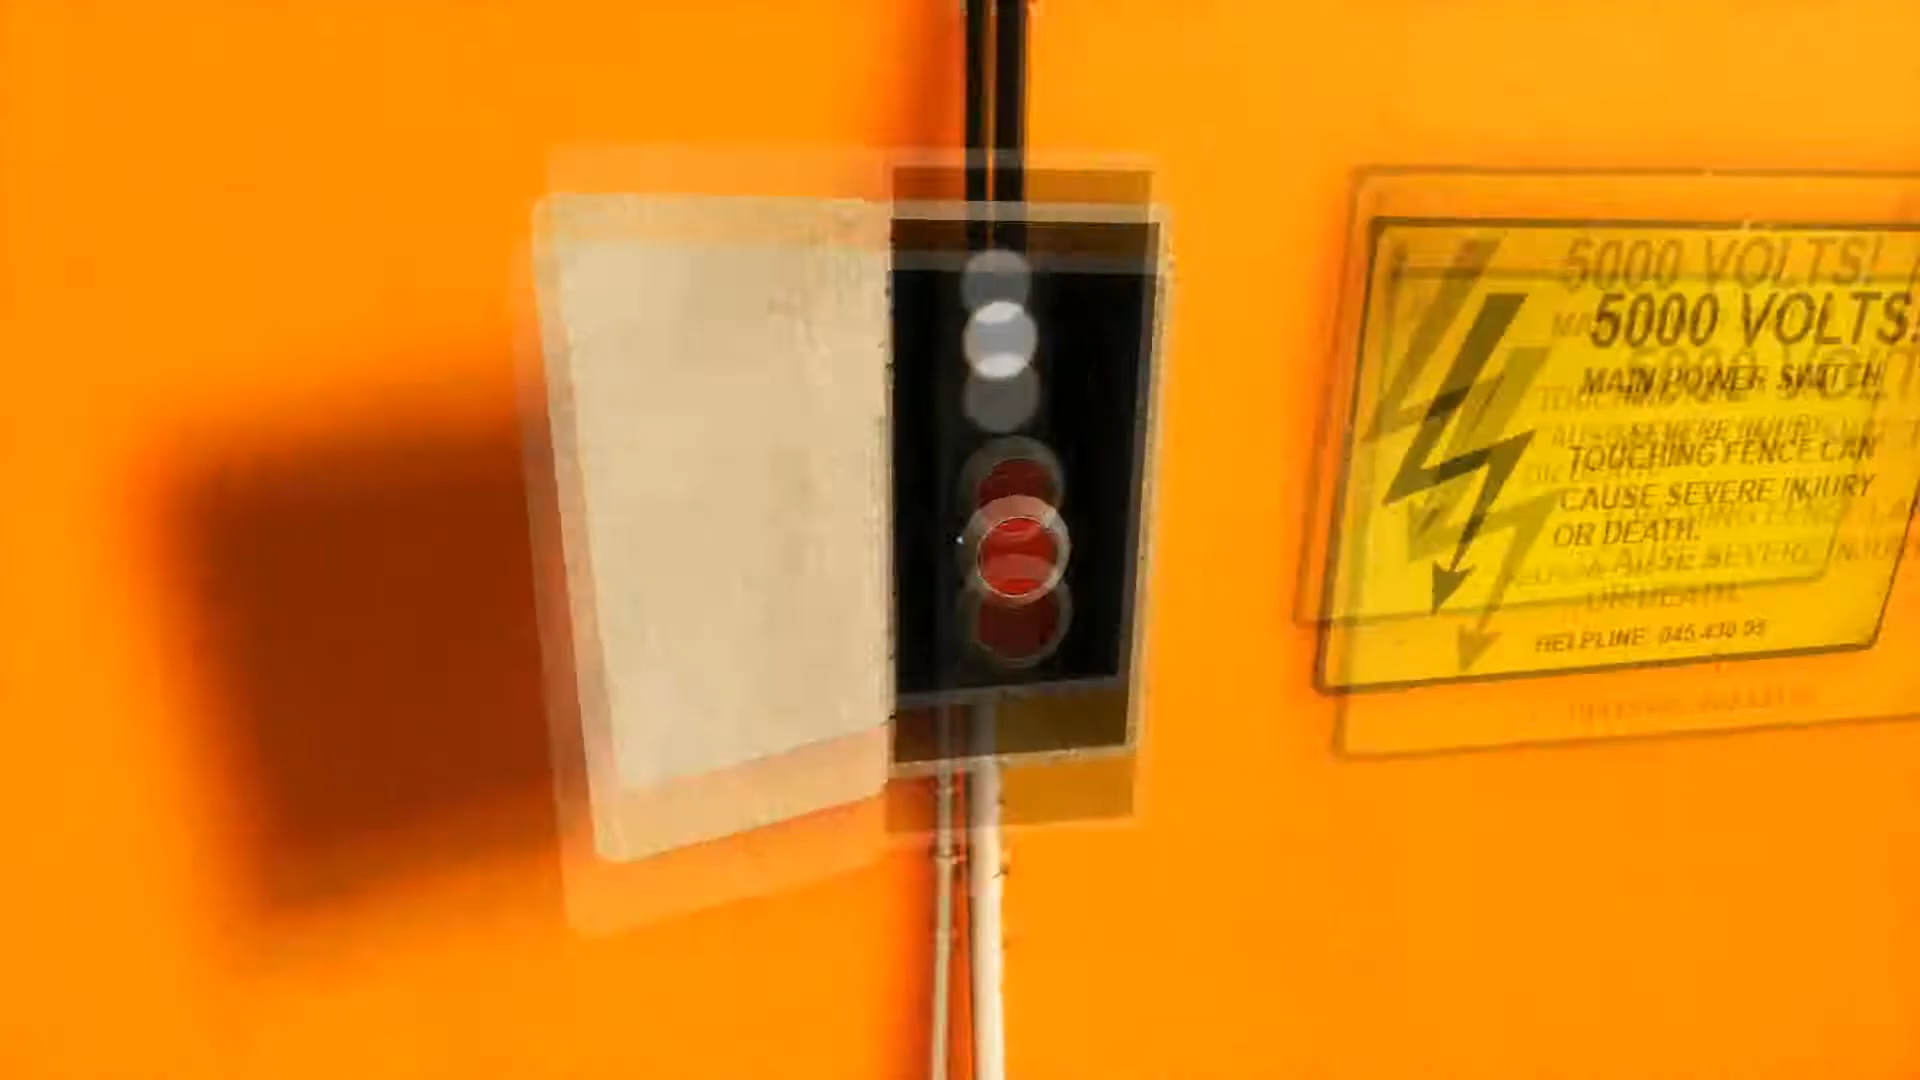 5000 VOLTS!
MAIN POWER SWITCH
TOUCHING FENCE CAN
CAUSE SEVERE INJURY
OR DEATH.
HELPLINE